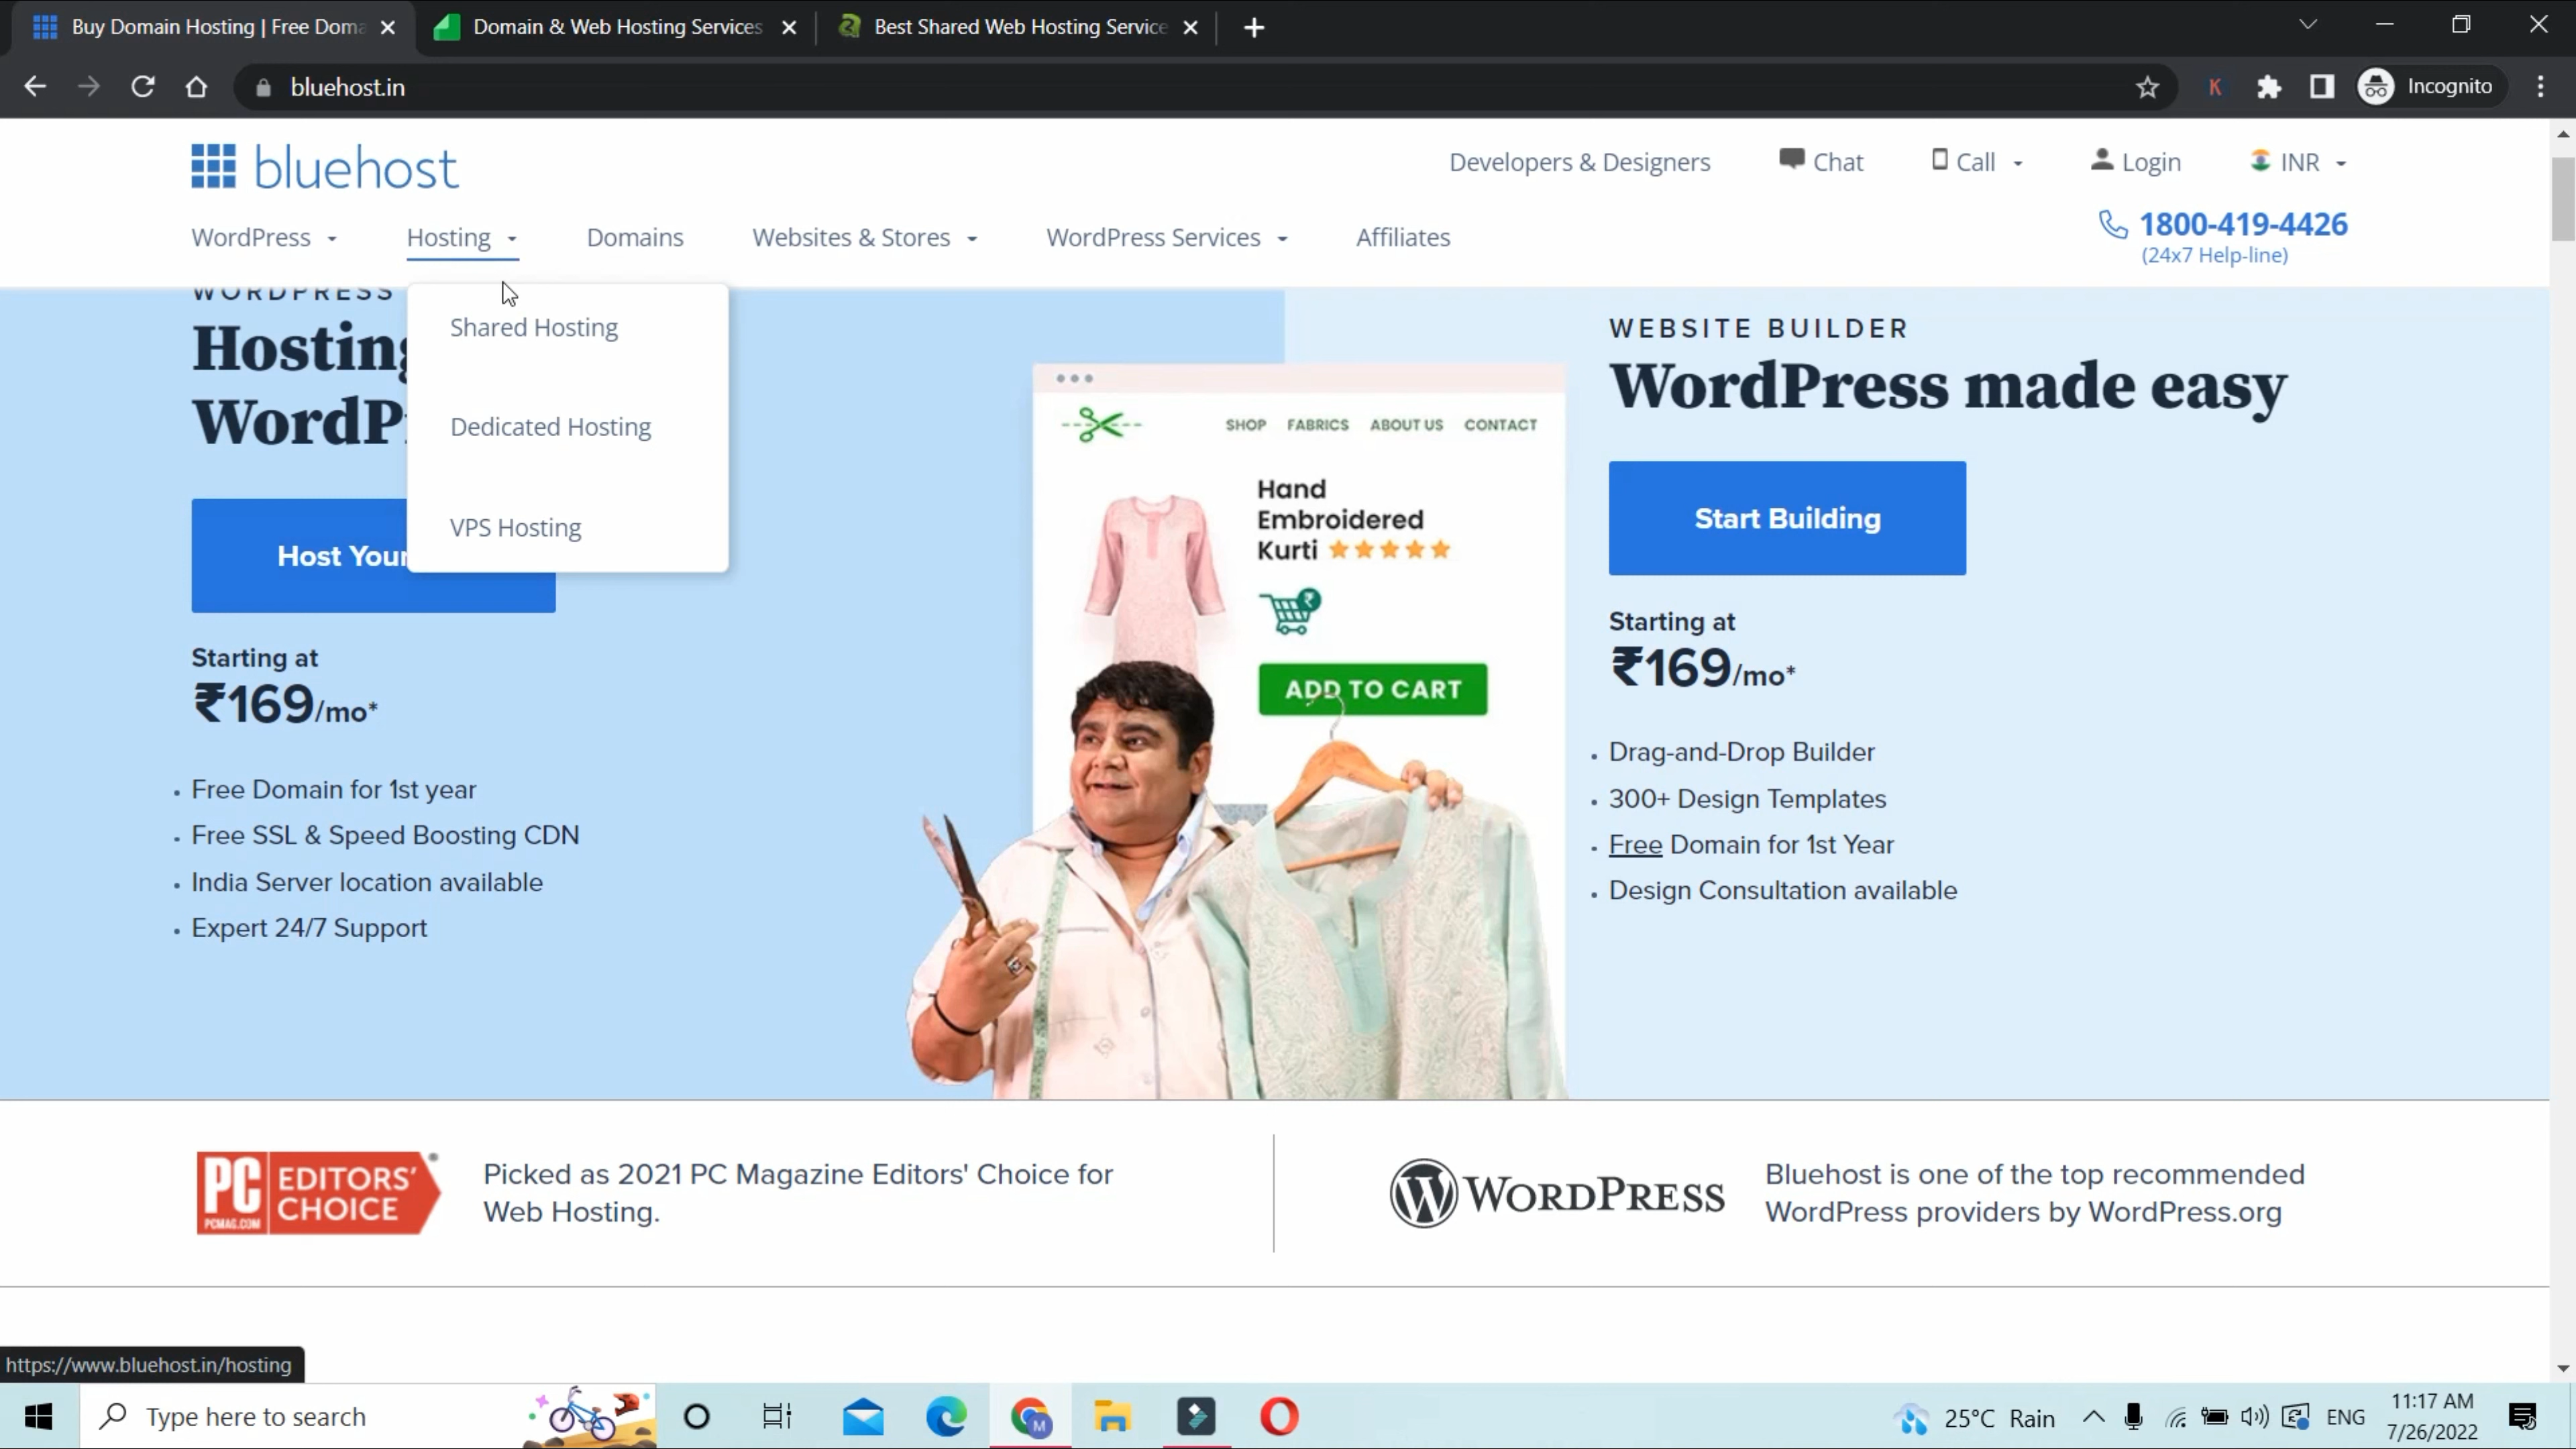 Buy Domain Hosting | Free Doma
Domain & Web Hosting Services
Best Shared Web Hosting Service
bluehost.in
K
Incognito
bluehost
Developers & Designers
Chat
Call
Login
INR
WordPress
Hosting
Domains
Websites & Stores
WordPress Services
Affiliates
1800-419-4426
(24x7 Help-line)
Shared Hosting
Dedicated Hosting
VPS Hosting
WORDPRESS
Hosting
WordP
Host Your
Starting at
₹169/mo*
• Free Domain for 1st year
• Free SSL & Speed Boosting CDN
• India Server location available
• Expert 24/7 Support
SHOP FABRICS ABOUT US CONTACT
Hand
Embroidered
Kurti
₹
ADD TO CART
WEBSITE BUILDER
WordPress made easy
Start Building
Starting at
₹169/mo*
• Drag-and-Drop Builder
• 300+ Design Templates
• Free Domain for 1st Year
• Design Consultation available
PC
PCMAG.COM
EDITORS'
CHOICE
Picked as 2021 PC Magazine Editors' Choice for
Web Hosting.
WORDPRESS
Bluehost is one of the top recommended
WordPress providers by WordPress.org
https://www.bluehost.in/hosting
Type here to search
M
25°C Rain
ENG
11:17 AM
7/26/2022